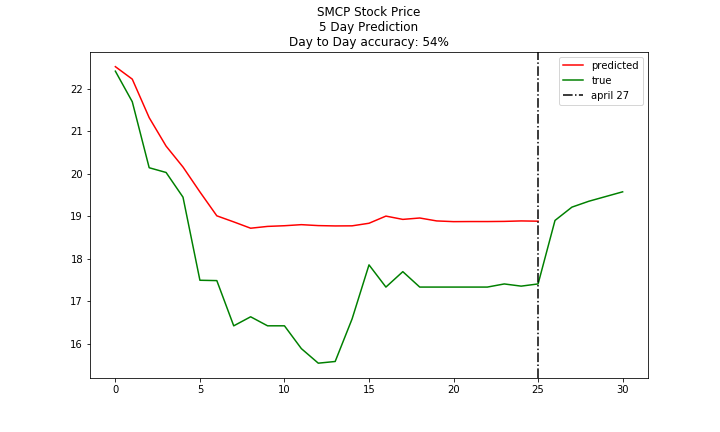 SMCP Stock Price
5 Day Prediction
Day to Day accuracy: 54%
predicted
true
april 27
22
21
20
19
18
17
16
0 5 10 15 20 25 30